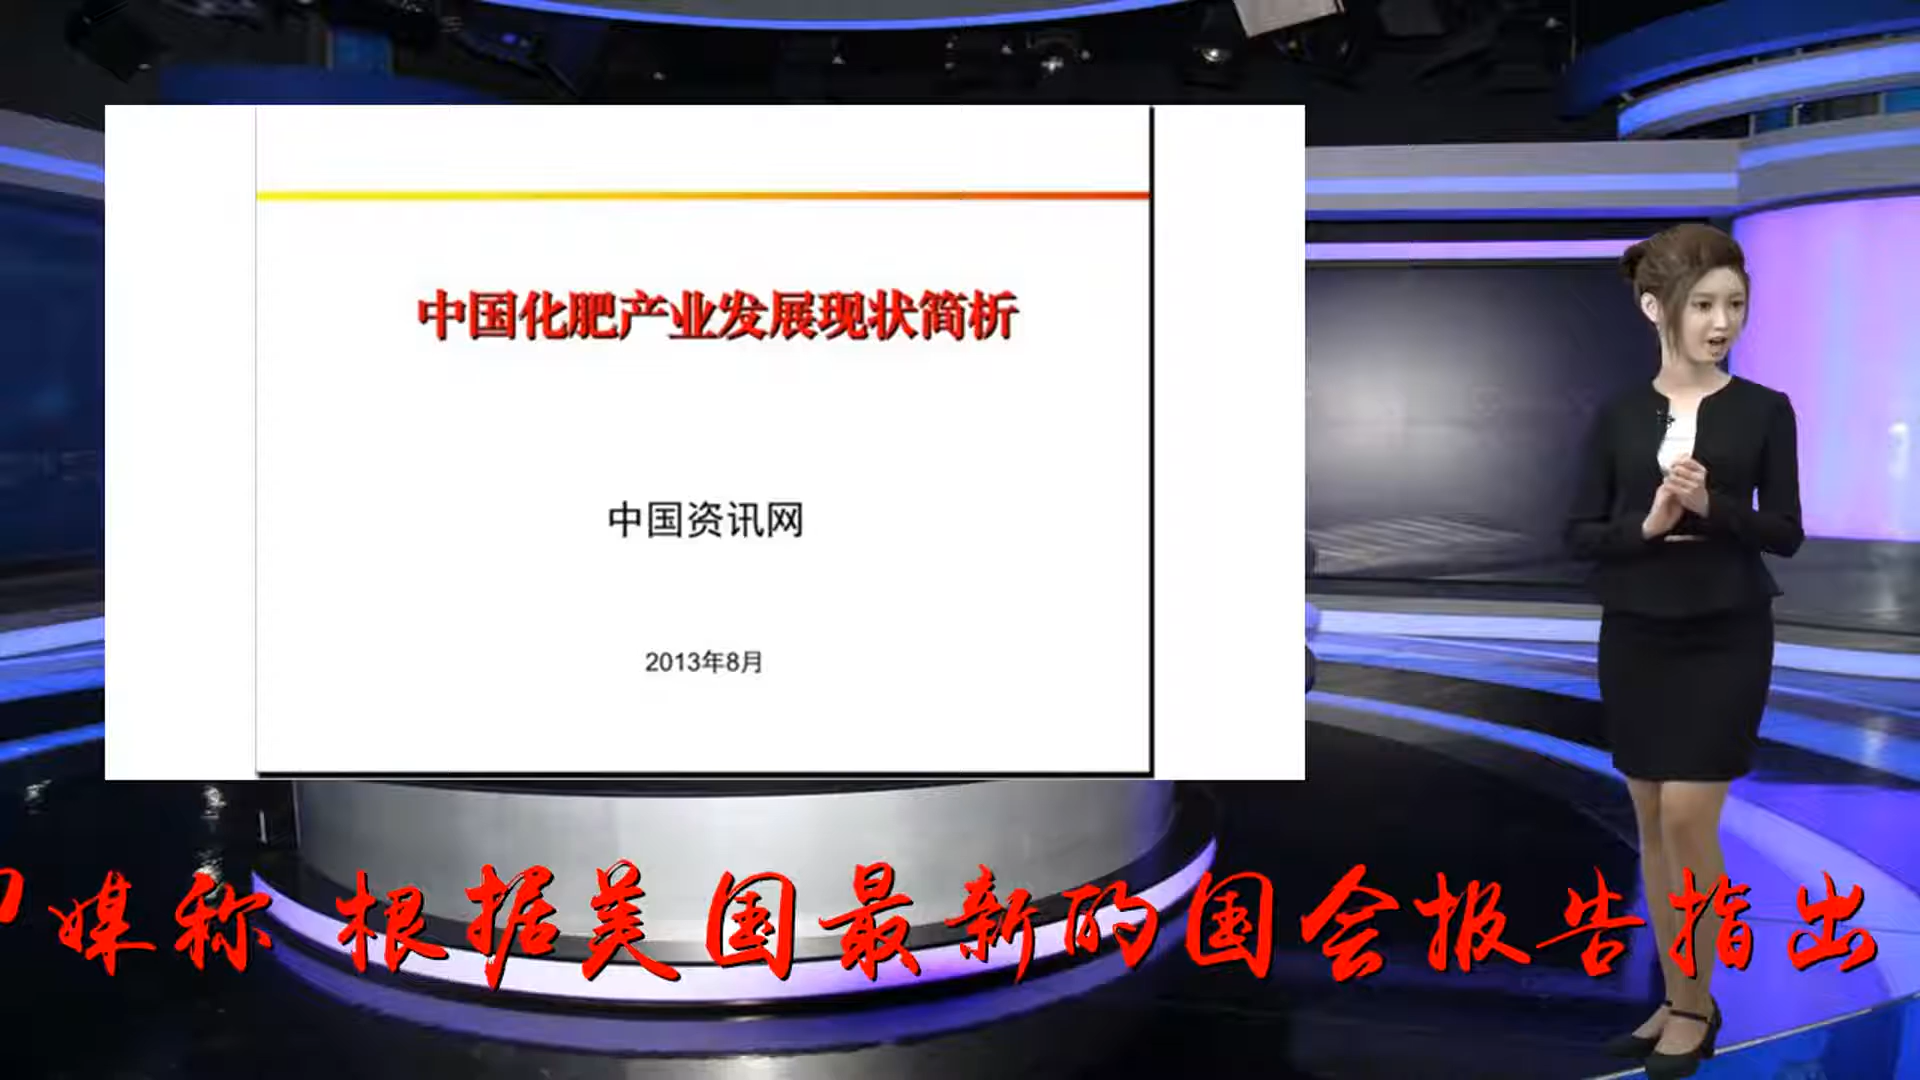 中国化肥产业发展现状简析
中国资讯网
2013年8月
媒称 根据美国最新的国会报告指出